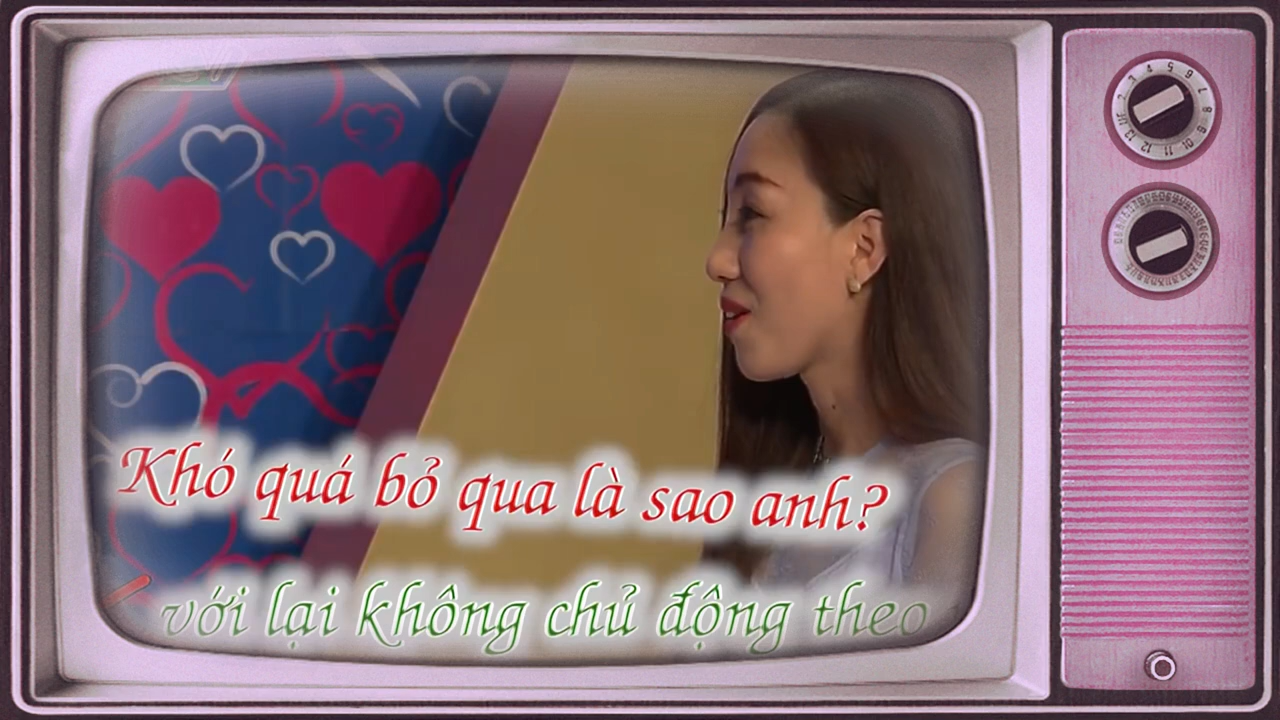 Khó quá bỏ qua là sao anh?
với lại không chủ động theo